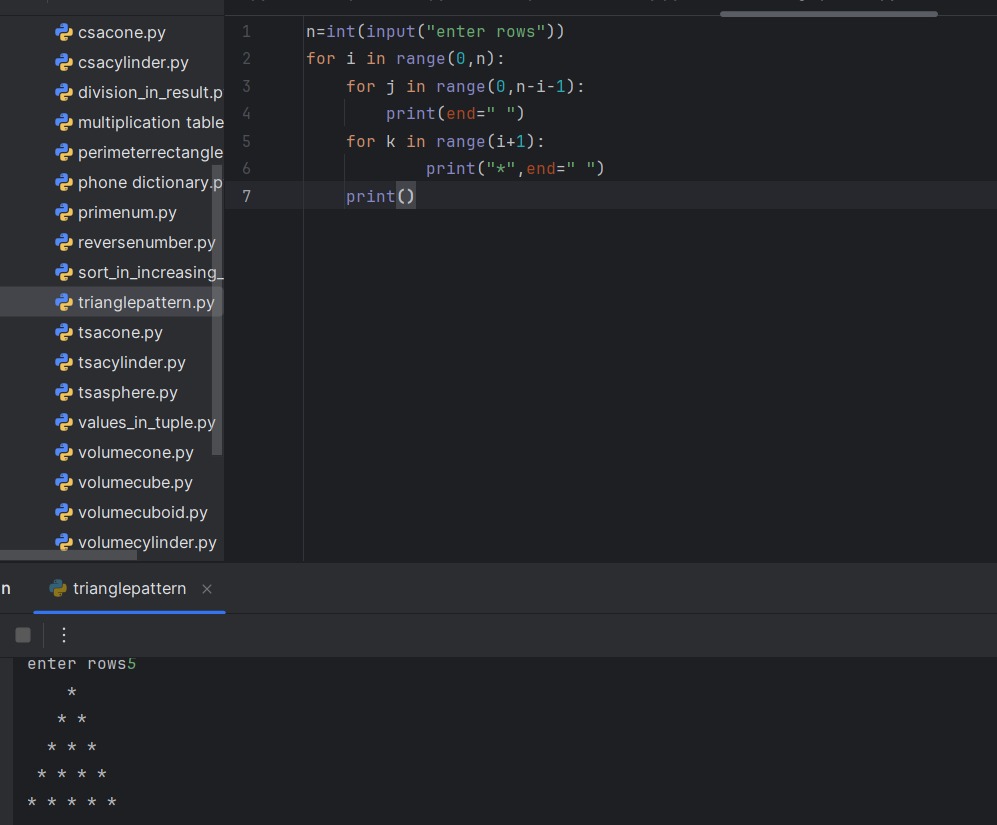 csacone.py
csacylinder.py
division_in_result.p
multiplication table
perimeterrectangle
phone dictionary.p
primenum.py
reversenumber.py
sort_in_increasing_
trianglepattern.py
tsacone.py
tsacylinder.py
tsasphere.py
values_in_tuple.py
volumecone.py
volumecube.py
volumecuboid.py
volumecylinder.py
1 n=int(input("enter rows"))
2 for i in range(0,n):
3     for j in range(0,n-i-1):
4         print(end=" ")
5     for k in range(i+1):
6             print("*",end=" ")
7     print()
n trianglepattern
enter rows5
    *
   * *
  * * *
 * * * *
* * * * *